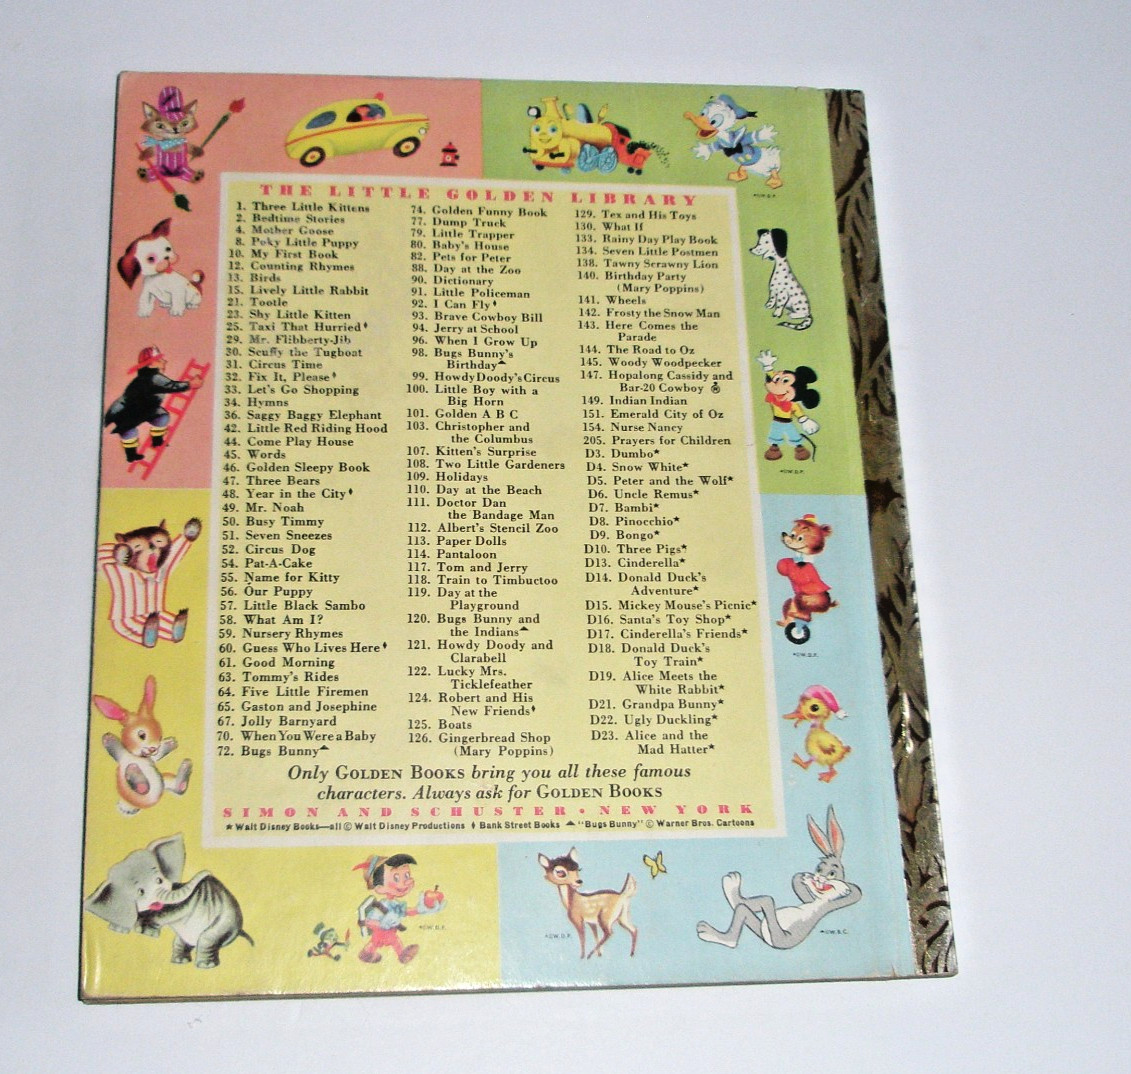 THE LITTLE GOLDEN LIBRARY
1. Three Little Kittens
2. Bedtime Stories
4. Mother Goose
8. Poky Little Puppy
10. My First Book
12. Counting Rhymes
13. Birds
15. Lively Little Rabbit
21. Tootle
23. Shy Little Kitten
25. Taxi That Hurried♦
29. Mr. Flibberty-Jib
30. Scuffy the Tugboat
31. Circus Time
32. Fix It, Please♦
33. Let's Go Shopping
34. Hymns
36. Saggy Baggy Elephant
42. Little Red Riding Hood
44. Come Play House
45. Words
46. Golden Sleepy Book
47. Three Bears
48. Year in the City♦
49. Mr. Noah
50. Busy Timmy
51. Seven Sneezes
52. Circus Dog
54. Pat-A-Cake
55. Name for Kitty
56. Our Puppy
57. Little Black Sambo
58. What Am I?
59. Nursery Rhymes
60. Guess Who Lives Here♦
61. Good Morning
63. Tommy's Rides
64. Five Little Firemen
65. Gaston and Josephine
67. Jolly Barnyard
70. When You Were a Baby
72. Bugs Bunny▲
74. Golden Funny Book
77. Dump Truck
79. Little Trapper
80. Baby's House
82. Pets for Peter
88. Day at the Zoo
90. Dictionary
91. Little Policeman
92. I Can Fly♦
93. Brave Cowboy Bill
94. Jerry at School
96. When I Grow Up
98. Bugs Bunny's
Birthday▲
99. Howdy Doody's Circus
100. Little Boy with a
Big Horn
101. Golden A B C
103. Christopher and
the Columbus
107. Kitten's Surprise
108. Two Little Gardeners
109. Holidays
110. Day at the Beach
111. Doctor Dan
the Bandage Man
112. Albert's Stencil Zoo
113. Paper Dolls
114. Pantaloon
117. Tom and Jerry
118. Train to Timbuctoo
119. Day at the
Playground
120. Bugs Bunny and
the Indians▲
121. Howdy Doody and
Clarabell
122. Lucky Mrs.
Ticklefeather
124. Robert and His
New Friends♦
125. Boats
126. Gingerbread Shop
(Mary Poppins)
129. Tex and His Toys
130. What If
133. Rainy Day Play Book
134. Seven Little Postmen
138. Tawny Scrawny Lion
140. Birthday Party
(Mary Poppins)
141. Wheels
142. Frosty the Snow Man
143. Here Comes the
Parade
144. The Road to Oz
145. Woody Woodpecker
147. Hopalong Cassidy and
Bar-20 Cowboy
149. Indian Indian
151. Emerald City of Oz
154. Nurse Nancy
205. Prayers for Children
D3. Dumbo★
D4. Snow White★
D5. Peter and the Wolf★
D6. Uncle Remus★
D7. Bambi★
D8. Pinocchio★
D9. Bongo★
D10. Three Pigs★
D13. Cinderella★
D14. Donald Duck's
Adventure★
D15. Mickey Mouse's Picnic★
D16. Santa's Toy Shop★
D17. Cinderella's Friends★
D18. Donald Duck's
Toy Train★
D19. Alice Meets the
White Rabbit★
D21. Grandpa Bunny★
D22. Ugly Duckling★
D23. Alice and the
Mad Hatter★
Only GOLDEN BOOKS bring you all these famous
characters. Always ask for GOLDEN BOOKS
SIMON AND SCHUSTER • NEW YORK
★ Walt Disney Books—all © Walt Disney Productions ♦ Bank Street Books ▲ "Bugs Bunny" © Warner Bros. Cartoons
©W.D.P.
©W.D.P.
©W.D.P.
©W.D.P.
©W.D.P.
©W.B.C.